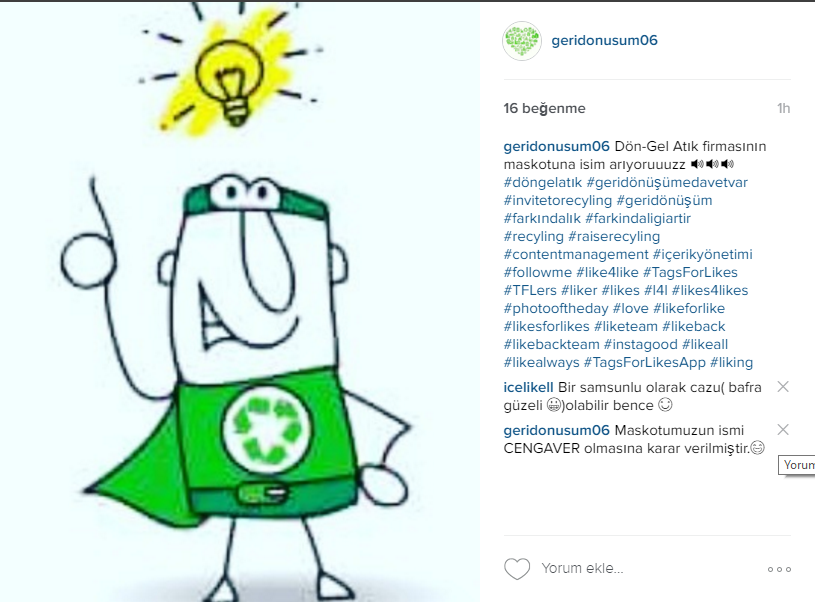 geridonusum06
16 beğenme 1h
geridonusum06 Dön-Gel Atık firmasının
maskotuna isim arıyoruuuzz 🔊🔊🔊
#döngelatık #geridönüşümedavetvar
#invitetorecyling #geridönüşüm
#farkındalık #farkindaligiartir
#recyling #raiserecyling
#contentmanagement #içerikyönetimi
#followme #like4like #TagsForLikes
#TFLers #liker #likes #l4l #likes4likes
#photooftheday #love #likeforlike
#likesforlikes #liketeam #likeback
#likebackteam #instagood #likeall
#likealways #TagsForLikesApp #liking
icelikell Bir samsunlu olarak cazu( bafra
güzeli 😀)olabilir bence 😊
geridonusum06 Maskotumuzun ismi
CENGAVER olmasına karar verilmiştir.😄
Yorum ekle...